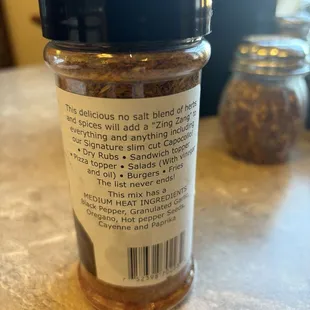 This delicious no salt blend of herbs
and spices will add a "Zing Zang" to
everything and anything including
our Signature slim cut Capocollo
• Dry Rubs • Sandwich topper
• Pizza topper • Salads (With vinegar
and oil) • Burgers • Fries
The list never ends!
This mix has a
MEDIUM HEAT INGREDIENTS
Black Pepper, Granulated Garlic,
Oregano, Hot pepper Seeds,
Cayenne and Paprika